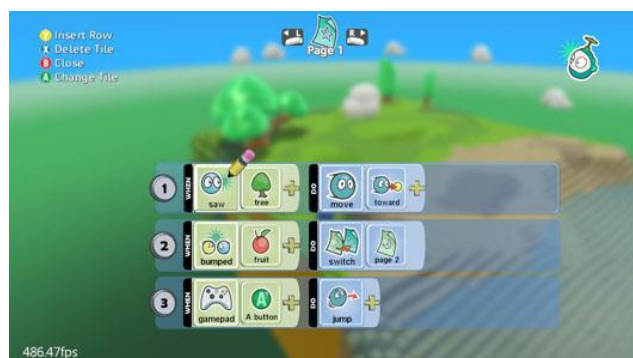 Y Insert Row
X Delete Tile
B Close
A Change Tile
L
R
Page 1
1 WHEN saw tree DO move toward
2 WHEN bumped fruit DO switch page 2
3 WHEN gamepad A A button DO jump
486.47fps